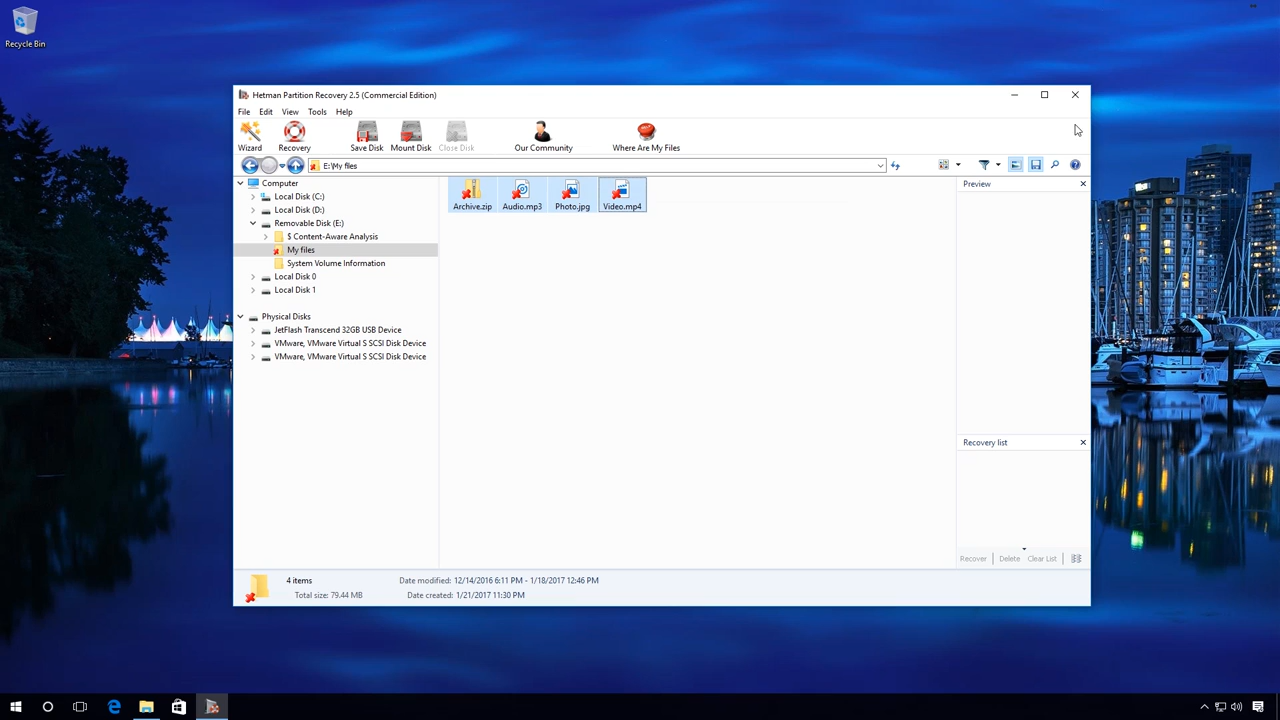 Recycle Bin
Hetman Partition Recovery 2.5 (Commercial Edition)
File Edit View Tools Help
Wizard Recovery Save Disk Mount Disk Close Disk Our Community Where Are My Files
E:\My files
Computer
Local Disk (C:)
Local Disk (D:)
Removable Disk (E:)
$ Content-Aware Analysis
My files
System Volume Information
Local Disk 0
Local Disk 1
Physical Disks
JetFlash Transcend 32GB USB Device
VMware, VMware Virtual S SCSI Disk Device
VMware, VMware Virtual S SCSI Disk Device
Archive.zip Audio.mp3 Photo.jpg Video.mp4
Preview
Recovery list
Recover Delete Clear List
4 items Date modified: 12/14/2016 6:11 PM - 1/18/2017 12:46 PM
Total size: 79.44 MB Date created: 1/21/2017 11:30 PM